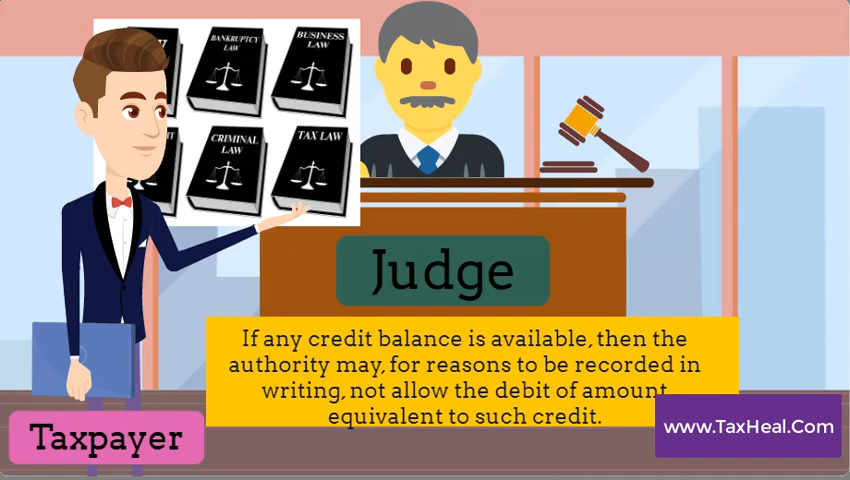 BANKRUPTCY
LAW
BUSINESS
LAW
CRIMINAL
LAW
TAX LAW
Judge
If any credit balance is available, then the
authority may, for reasons to be recorded in
writing, not allow the debit of amount
equivalent to such credit.
www.TaxHeal.Com
Taxpayer